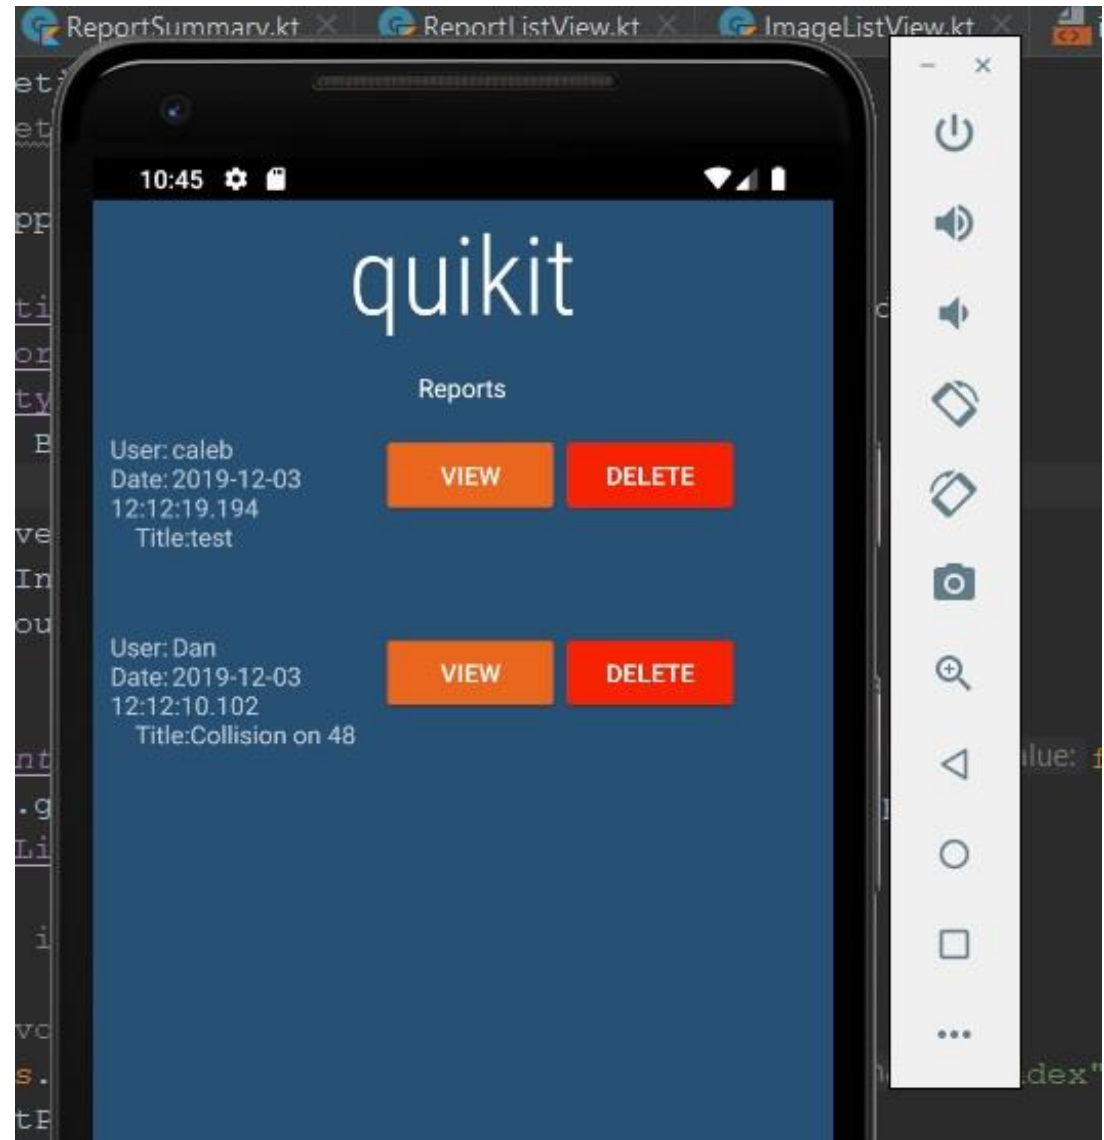 ReportSummary.kt
ReportListView.kt
ImageListView.kt
10:45
quikit
Reports
User: caleb
Date: 2019-12-03
12:12:19.194
Title:test
VIEW
DELETE
User: Dan
Date: 2019-12-03
12:12:10.102
Title:Collision on 48
VIEW
DELETE